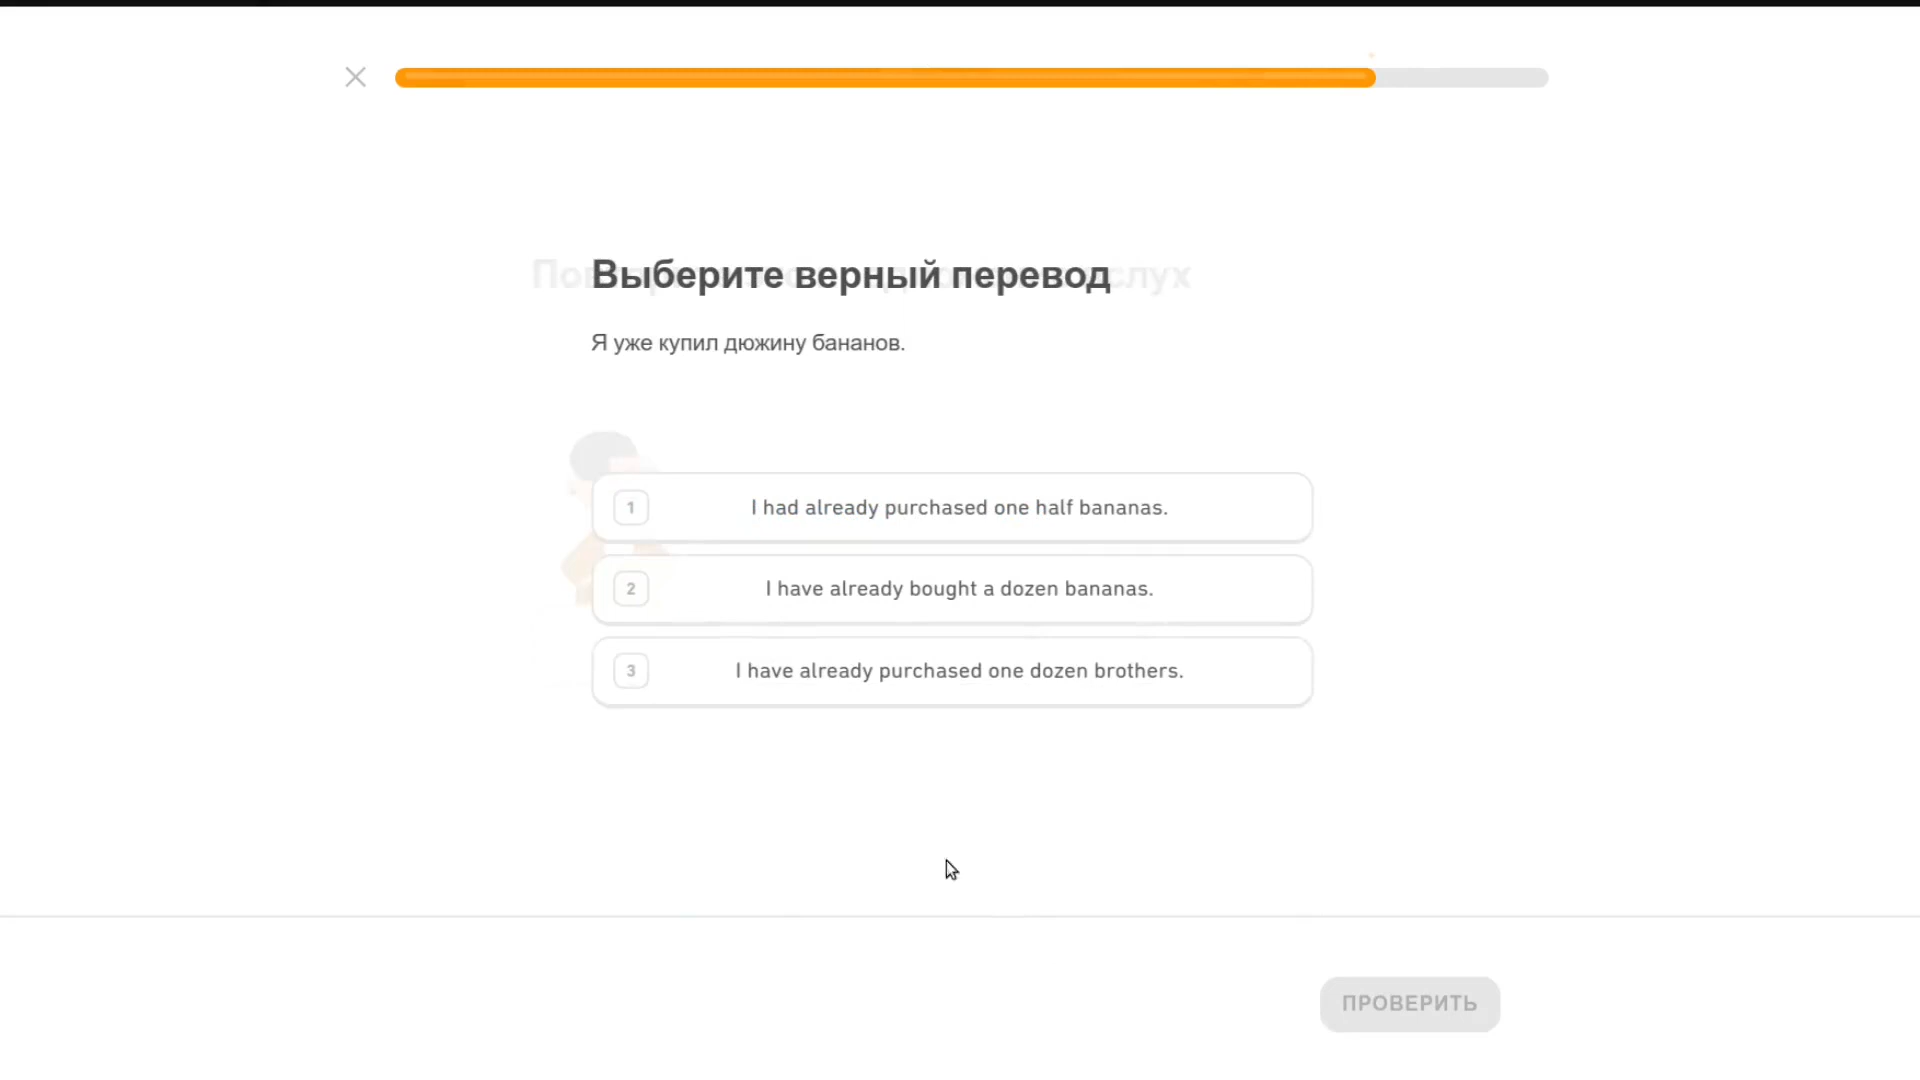 Выберите верный перевод
Я уже купил дюжину бананов.
1 I had already purchased one half bananas.
2 I have already bought a dozen bananas.
3 I have already purchased one dozen brothers.
ПРОВЕРИТЬ